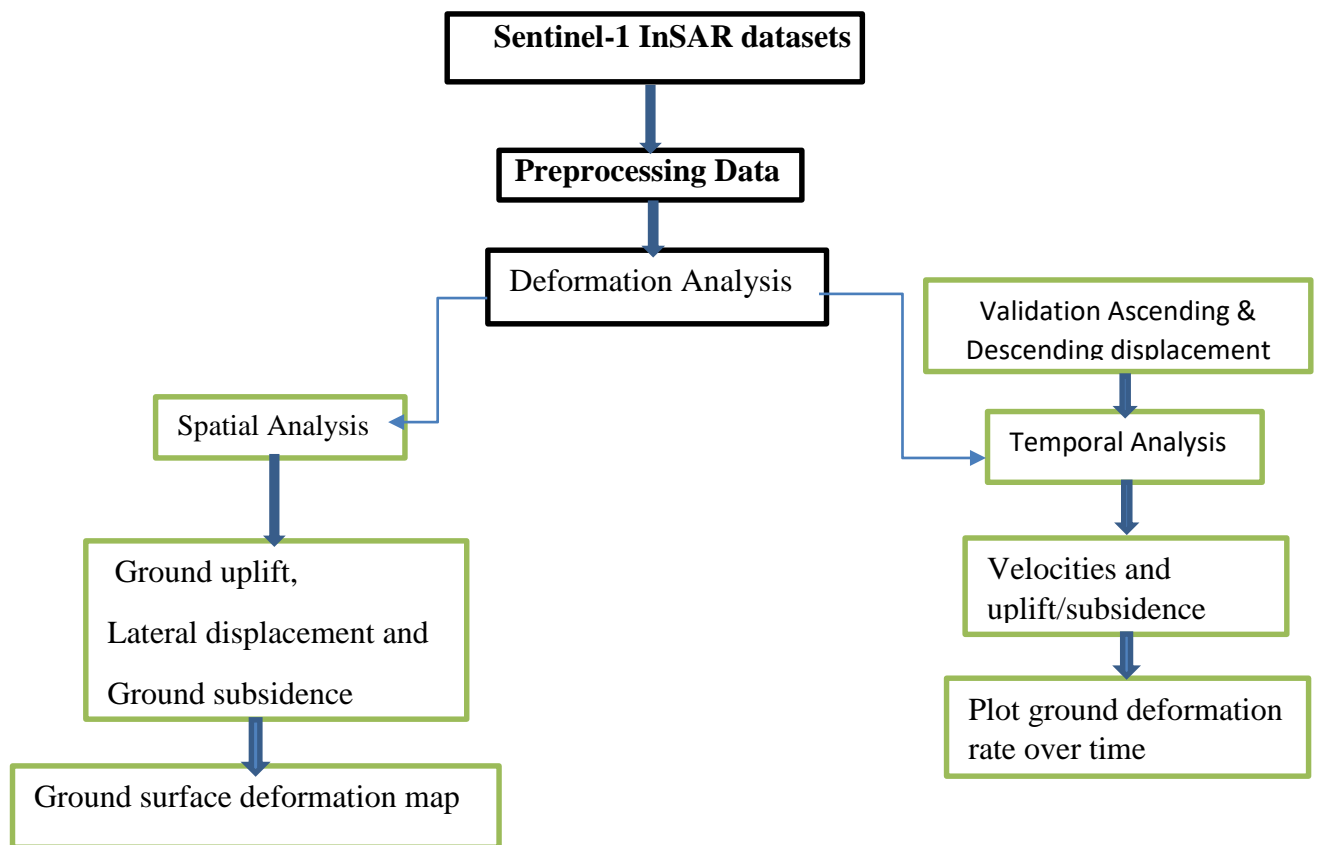 Sentinel-1 InSAR datasets
Preprocessing Data
Deformation Analysis
Validation Ascending &
Descending displacement
Spatial Analysis
Temporal Analysis
Ground uplift,
Lateral displacement and
Ground subsidence
Velocities and
uplift/subsidence
Plot ground deformation
rate over time
Ground surface deformation map